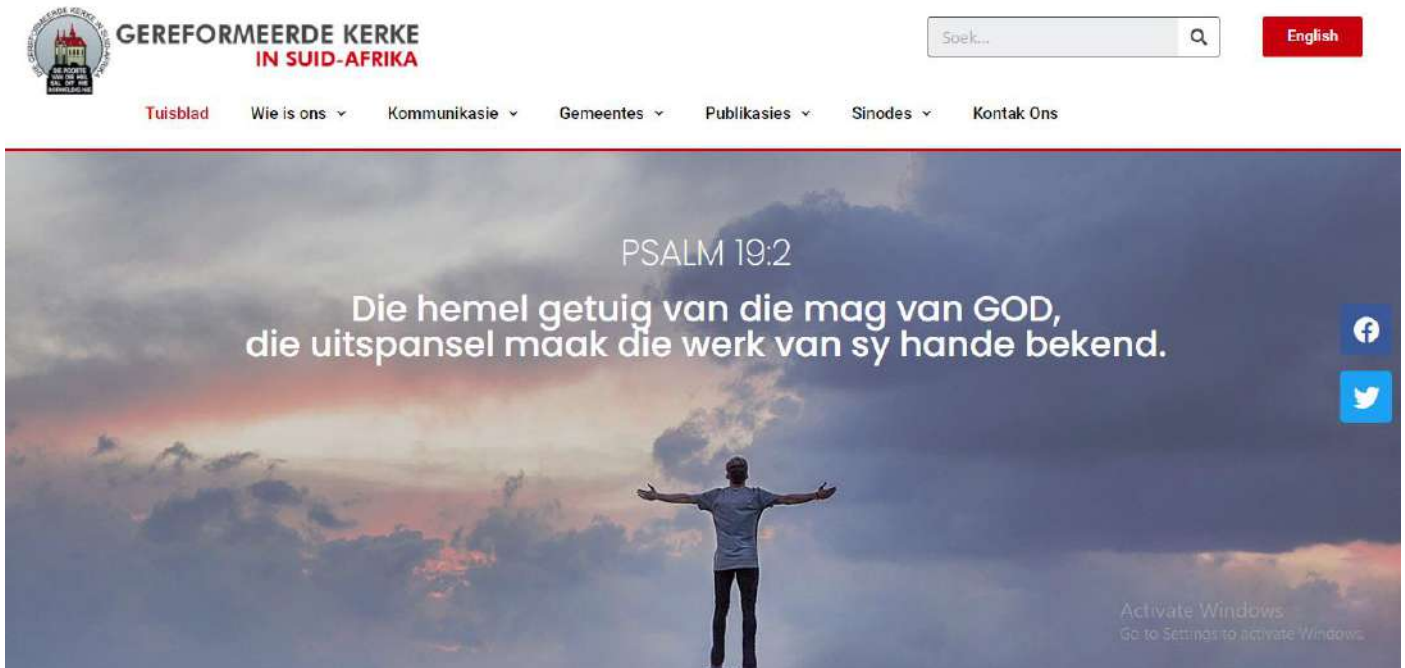 GEREFORMEERDE KERKE
IN SUID-AFRIKA
Soek...
English
Tuisblad
Wie is ons
Kommunikasie
Gemeentes
Publikasies
Sinodes
Kontak Ons
PSALM 19:2
Die hemel getuig van die mag van GOD,
die uitspansel maak die werk van sy hande bekend.
Activate Windows
Go to Settings to activate Windows.